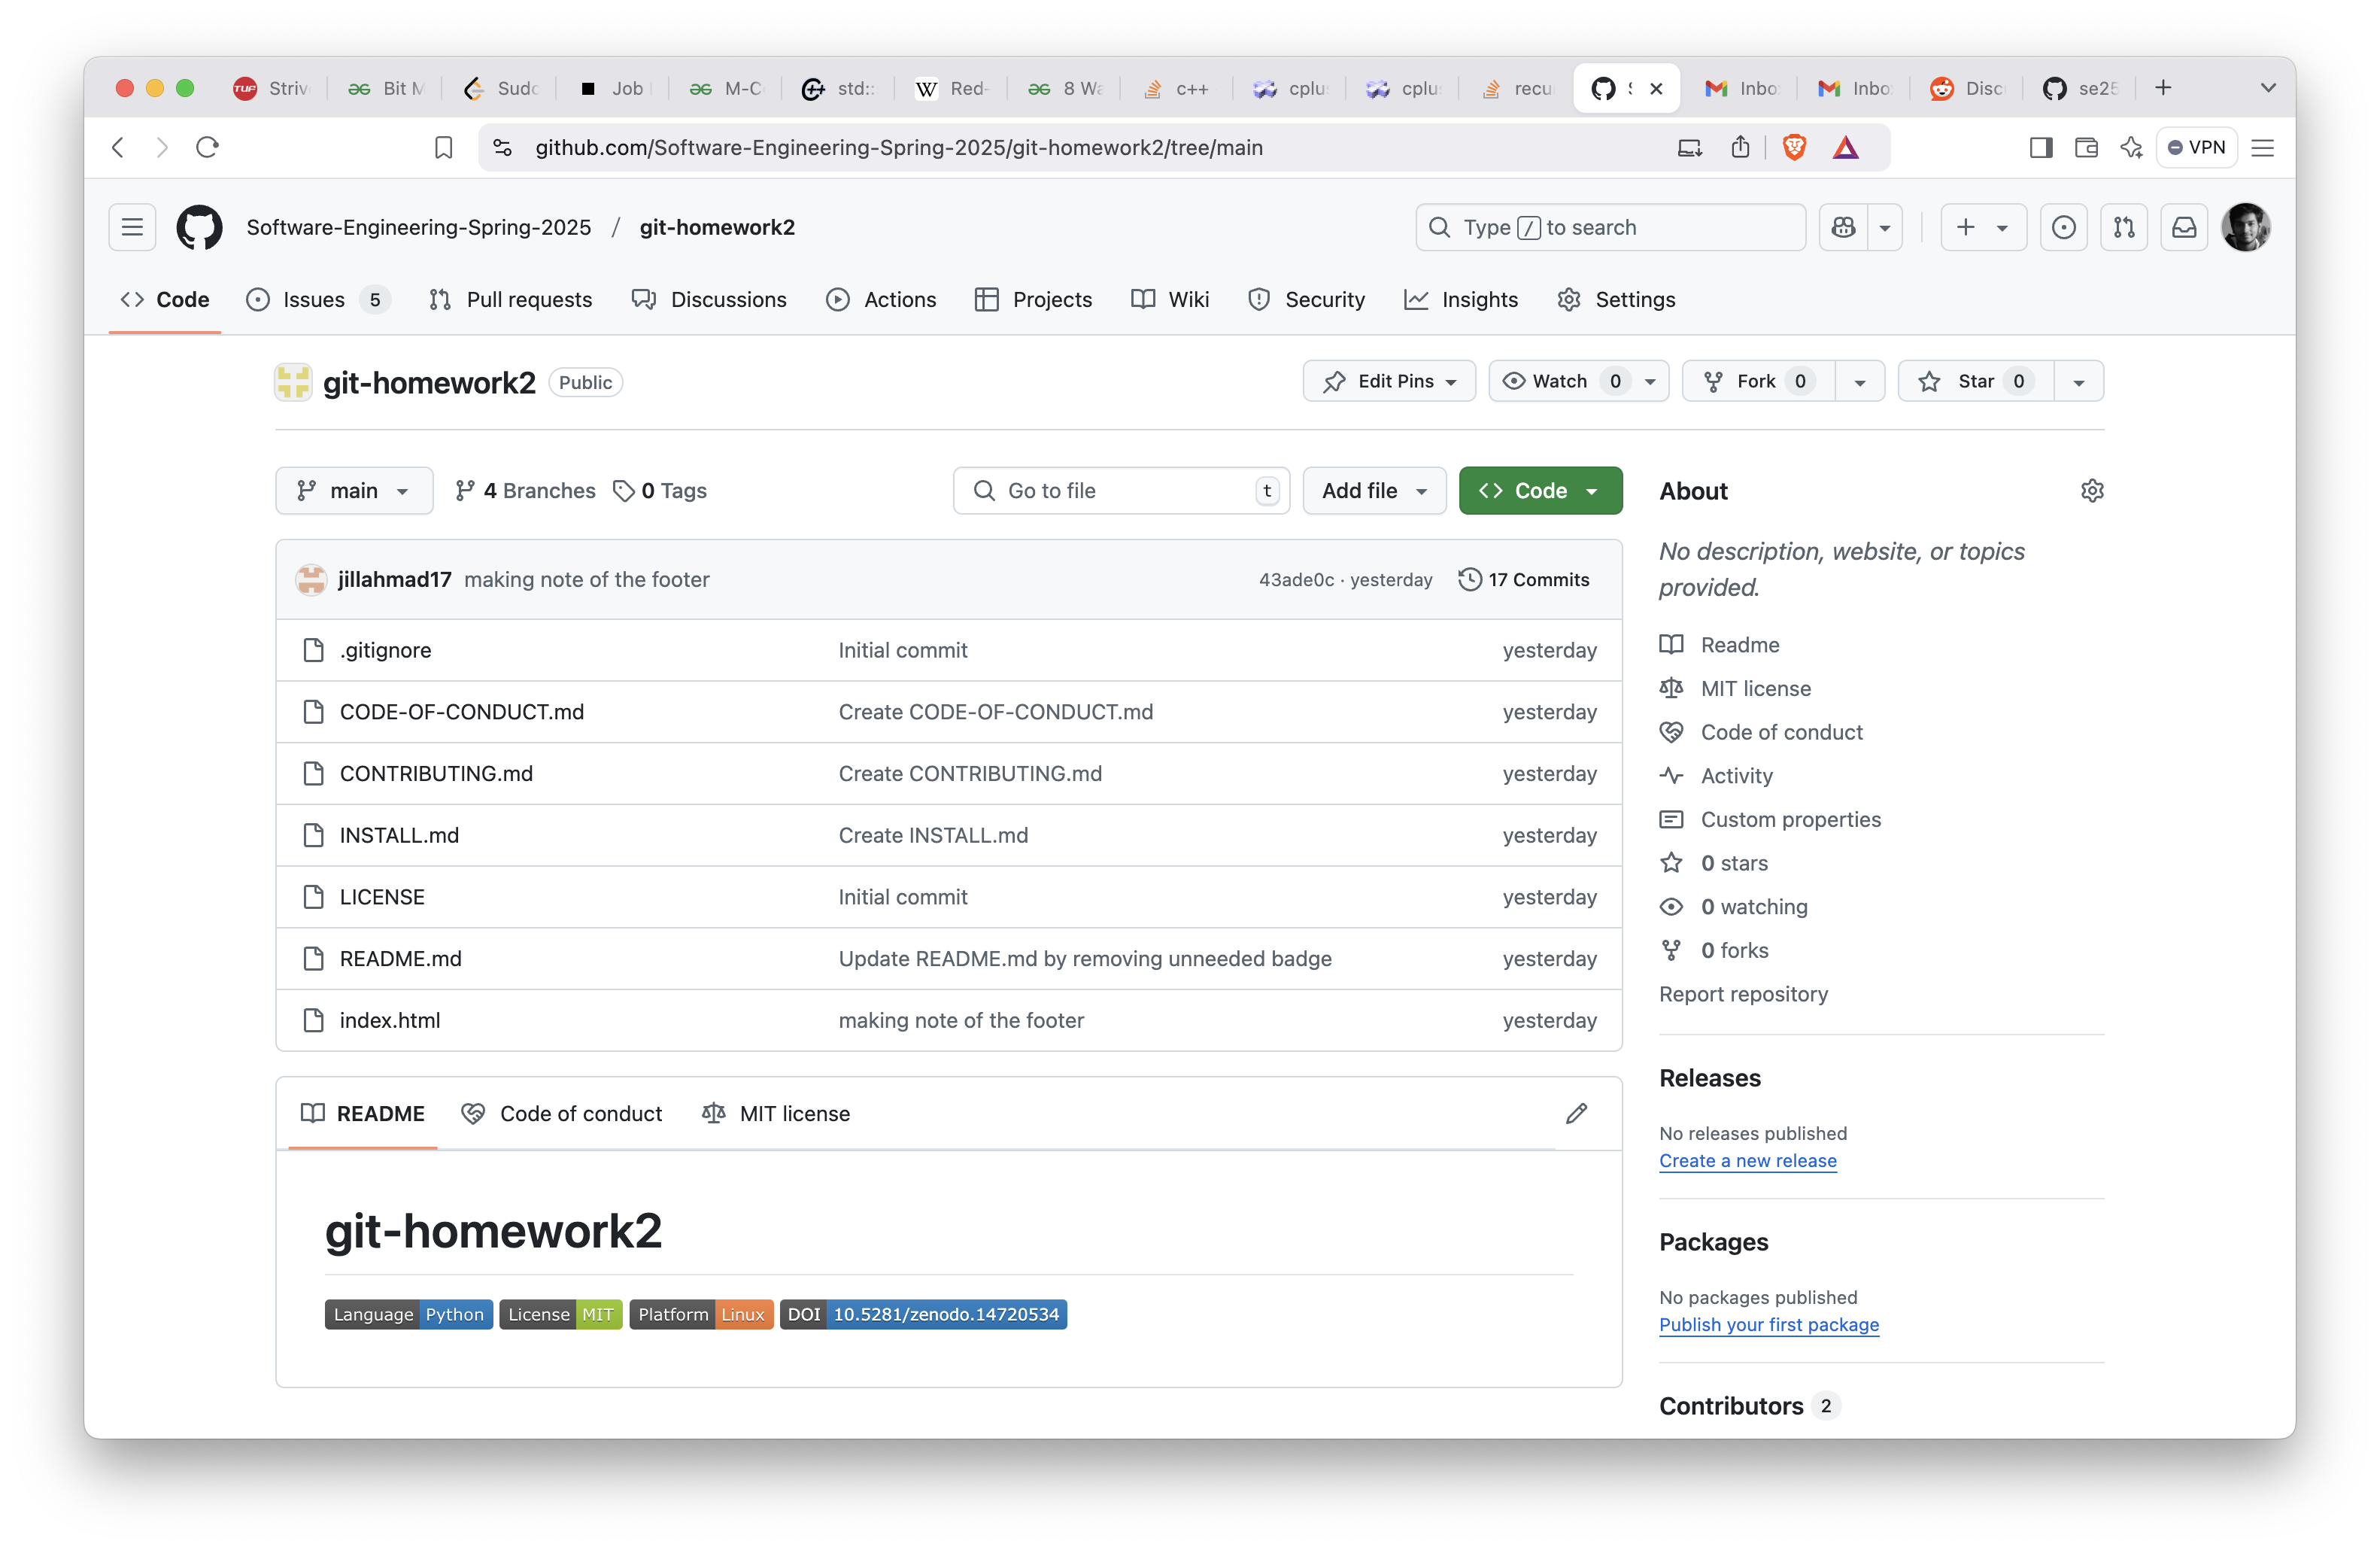 Striv Bit M Sudo Job M-C std:: Red- 8 Wa c++ cplu cplu recu Inbo Inbo Disc se25
github.com/Software-Engineering-Spring-2025/git-homework2/tree/main VPN
Software-Engineering-Spring-2025 / git-homework2 Type / to search
Code Issues 5 Pull requests Discussions Actions Projects Wiki Security Insights Settings
git-homework2 Public Edit Pins Watch 0 Fork 0 Star 0
main 4 Branches 0 Tags Go to file t Add file Code
jillahmad17 making note of the footer 43ade0c · yesterday 17 Commits
.gitignore Initial commit yesterday
CODE-OF-CONDUCT.md Create CODE-OF-CONDUCT.md yesterday
CONTRIBUTING.md Create CONTRIBUTING.md yesterday
INSTALL.md Create INSTALL.md yesterday
LICENSE Initial commit yesterday
README.md Update README.md by removing unneeded badge yesterday
index.html making note of the footer yesterday
README Code of conduct MIT license
git-homework2
Language Python License MIT Platform Linux DOI 10.5281/zenodo.14720534
About
No description, website, or topics
provided.
Readme
MIT license
Code of conduct
Activity
Custom properties
0 stars
0 watching
0 forks
Report repository
Releases
No releases published
Create a new release
Packages
No packages published
Publish your first package
Contributors 2